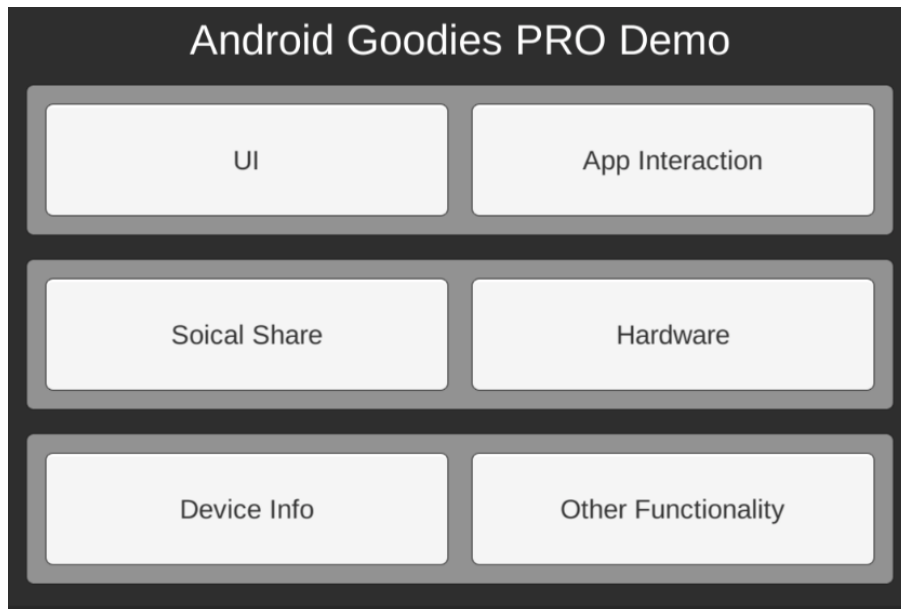 Android Goodies PRO Demo
UI
App Interaction
Soical Share
Hardware
Device Info
Other Functionality